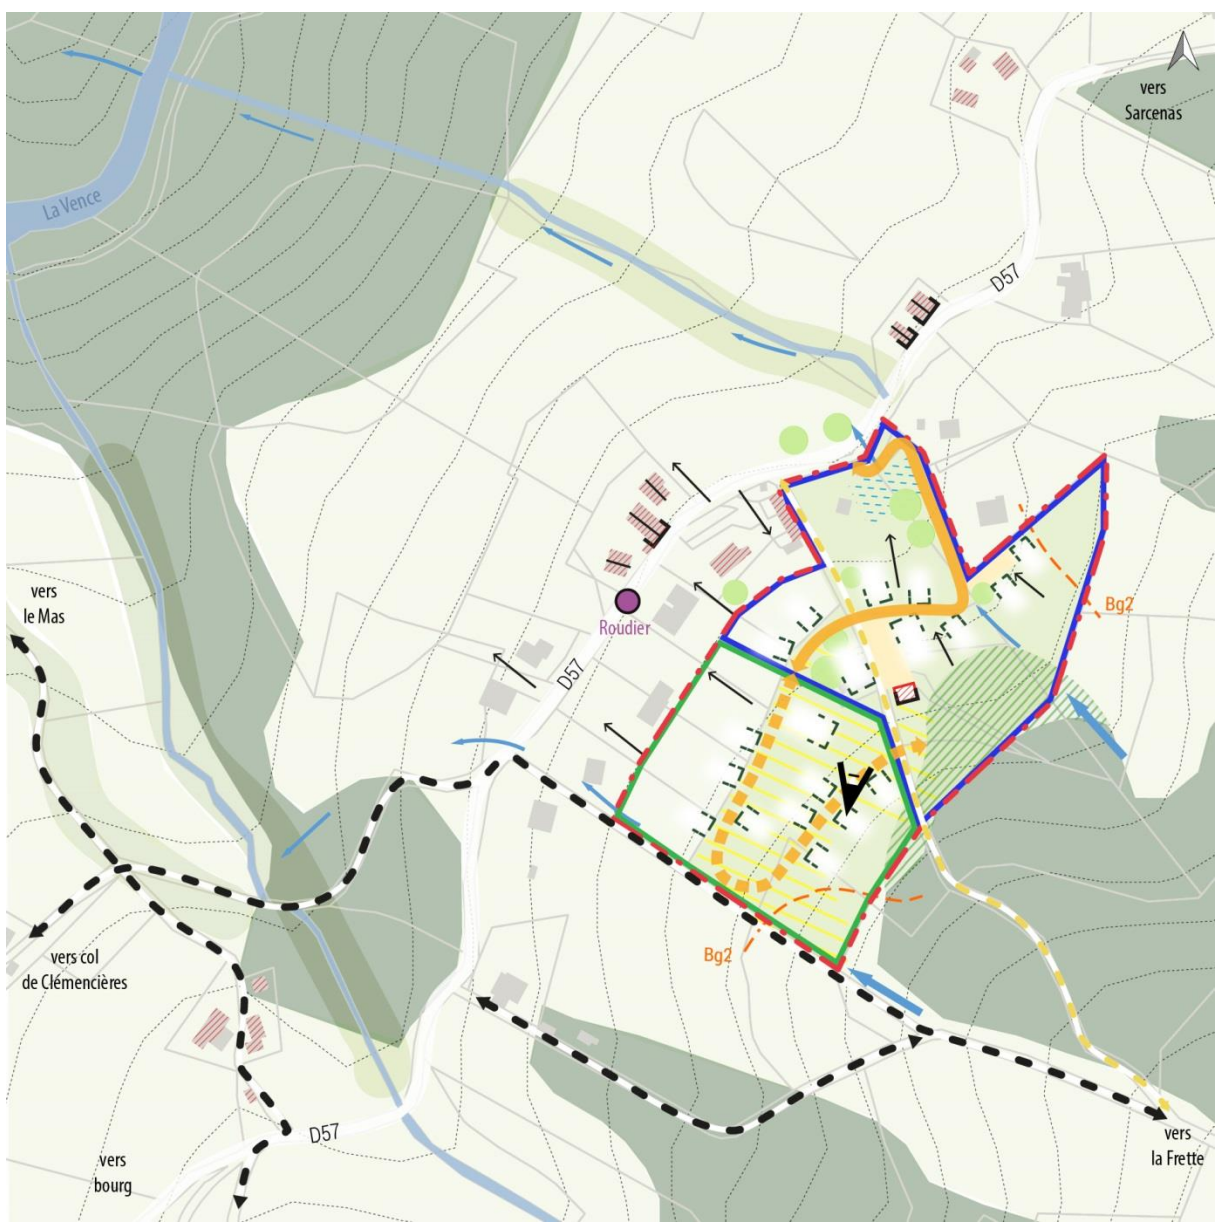 vers
Sarcenas
La Vence
D57
vers
le Mas
Roudier
Bg2
D57
Bg2
vers col
de Clémencières
D57
vers
la Frette
vers
bourg